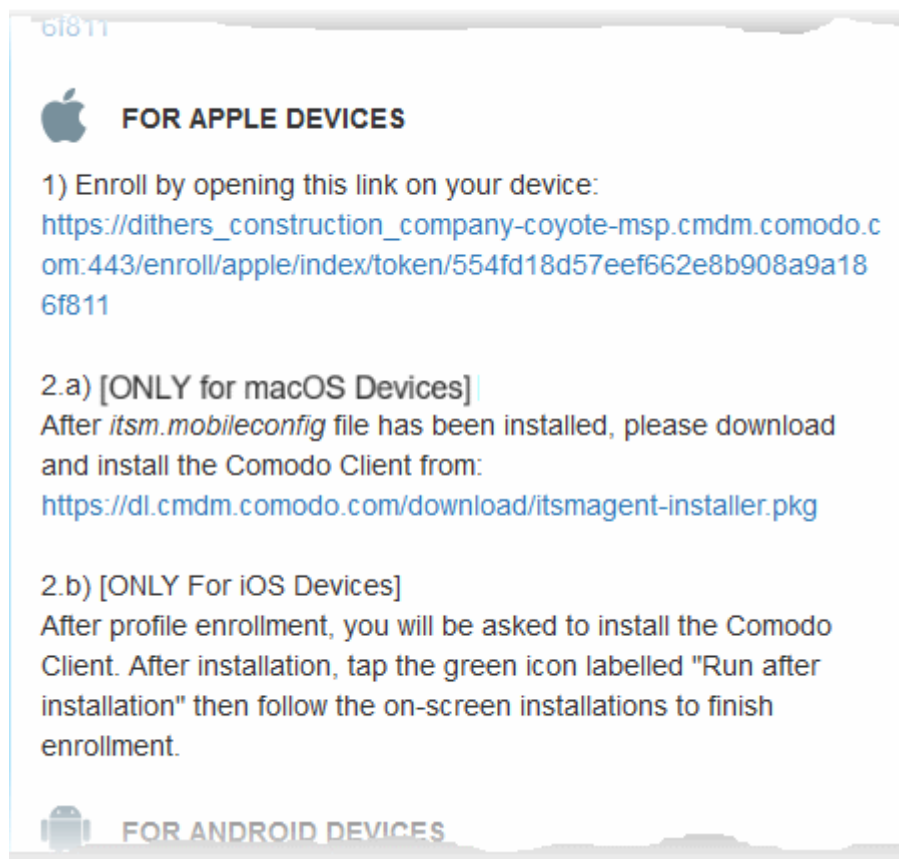 6f811
FOR APPLE DEVICES
1) Enroll by opening this link on your device:
https://dithers_construction_company-coyote-msp.cmdm.comodo.c
om:443/enroll/apple/index/token/554fd18d57eef662e8b908a9a18
6f811
2.a) [ONLY for macOS Devices]
After itsm.mobileconfig file has been installed, please download
and install the Comodo Client from:
https://dl.cmdm.comodo.com/download/itsmagent-installer.pkg
2.b) [ONLY For iOS Devices]
After profile enrollment, you will be asked to install the Comodo
Client. After installation, tap the green icon labelled "Run after
installation" then follow the on-screen installations to finish
enrollment.
FOR ANDROID DEVICES